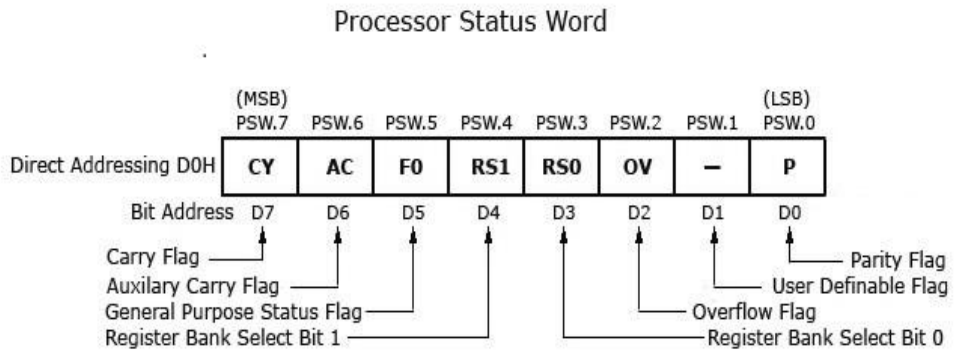 Processor Status Word
(MSB) (LSB)
PSW.7 PSW.6 PSW.5 PSW.4 PSW.3 PSW.2 PSW.1 PSW.0
Direct Addressing D0H CY AC F0 RS1 RS0 OV – P
Bit Address D7 D6 D5 D4 D3 D2 D1 D0
Carry Flag Parity Flag
Auxilary Carry Flag User Definable Flag
General Purpose Status Flag Overflow Flag
Register Bank Select Bit 1 Register Bank Select Bit 0